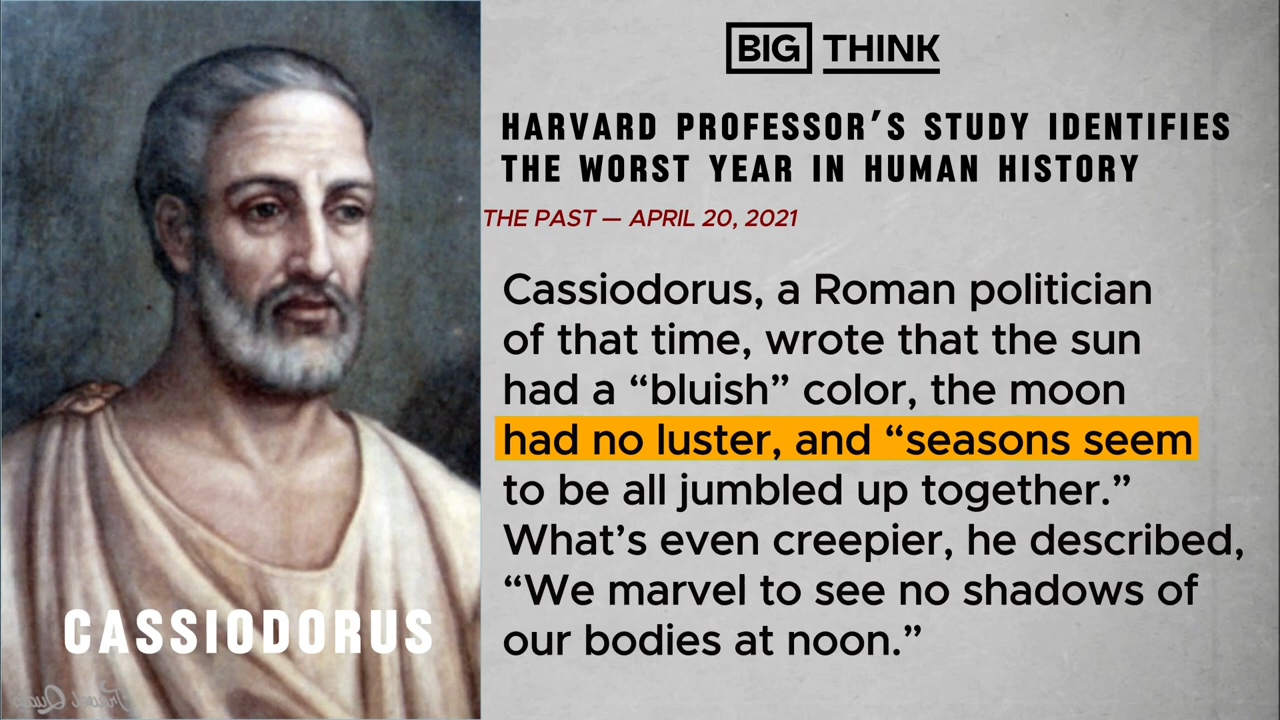 BIG THINK
HARVARD PROFESSOR'S STUDY IDENTIFIES
THE WORST YEAR IN HUMAN HISTORY
THE PAST — APRIL 20, 2021
Cassiodorus, a Roman politician
of that time, wrote that the sun
had a “bluish” color, the moon
had no luster, and “seasons seem
to be all jumbled up together.”
What’s even creepier, he described,
“We marvel to see no shadows of
our bodies at noon.”
CASSIODORUS